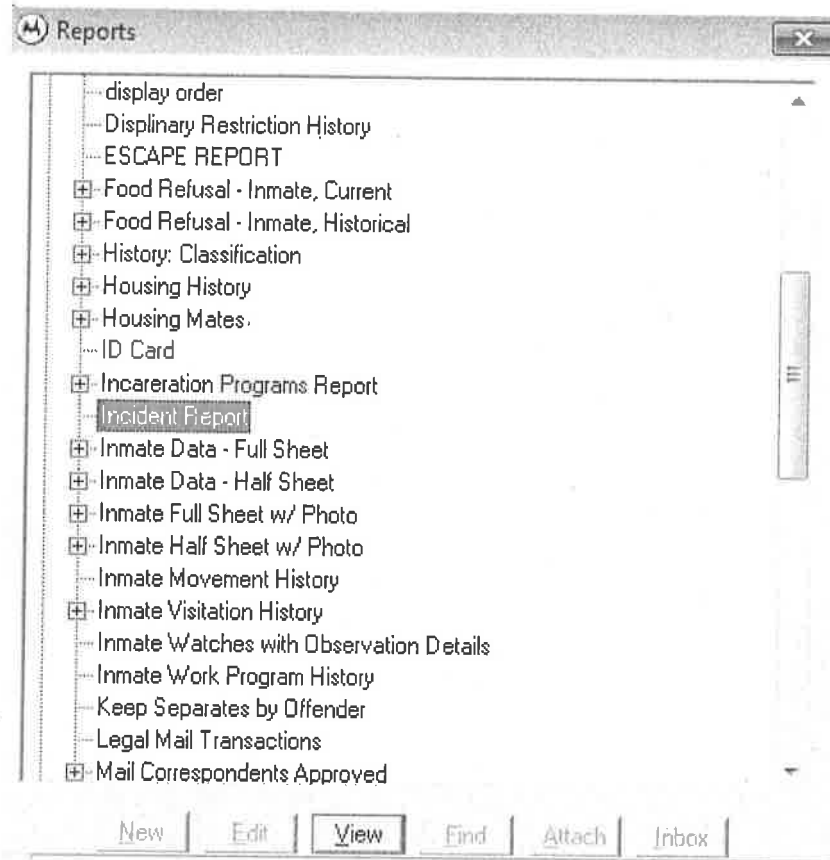 Reports
display order
Displinary Restriction History
ESCAPE REPORT
Food Refusal - Inmate, Current
Food Refusal - Inmate, Historical
History: Classification
Housing History
Housing Mates
ID Card
Incareration Programs Report
Incident Report
Inmate Data - Full Sheet
Inmate Data - Half Sheet
Inmate Full Sheet w/ Photo
Inmate Half Sheet w/ Photo
Inmate Movement History
Inmate Visitation History
Inmate Watches with Observation Details
Inmate Work Program History
Keep Separates by Offender
Legal Mail Transactions
Mail Correspondents Approved
New Edit View Find Attach Inbox